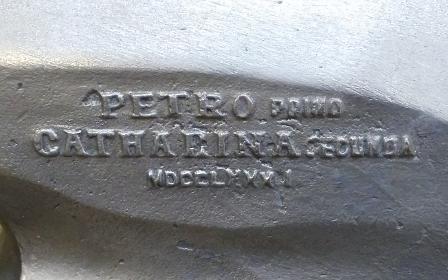 PETRO PRIMO
CATHARINA SECUNDA
MDCCLXXXI